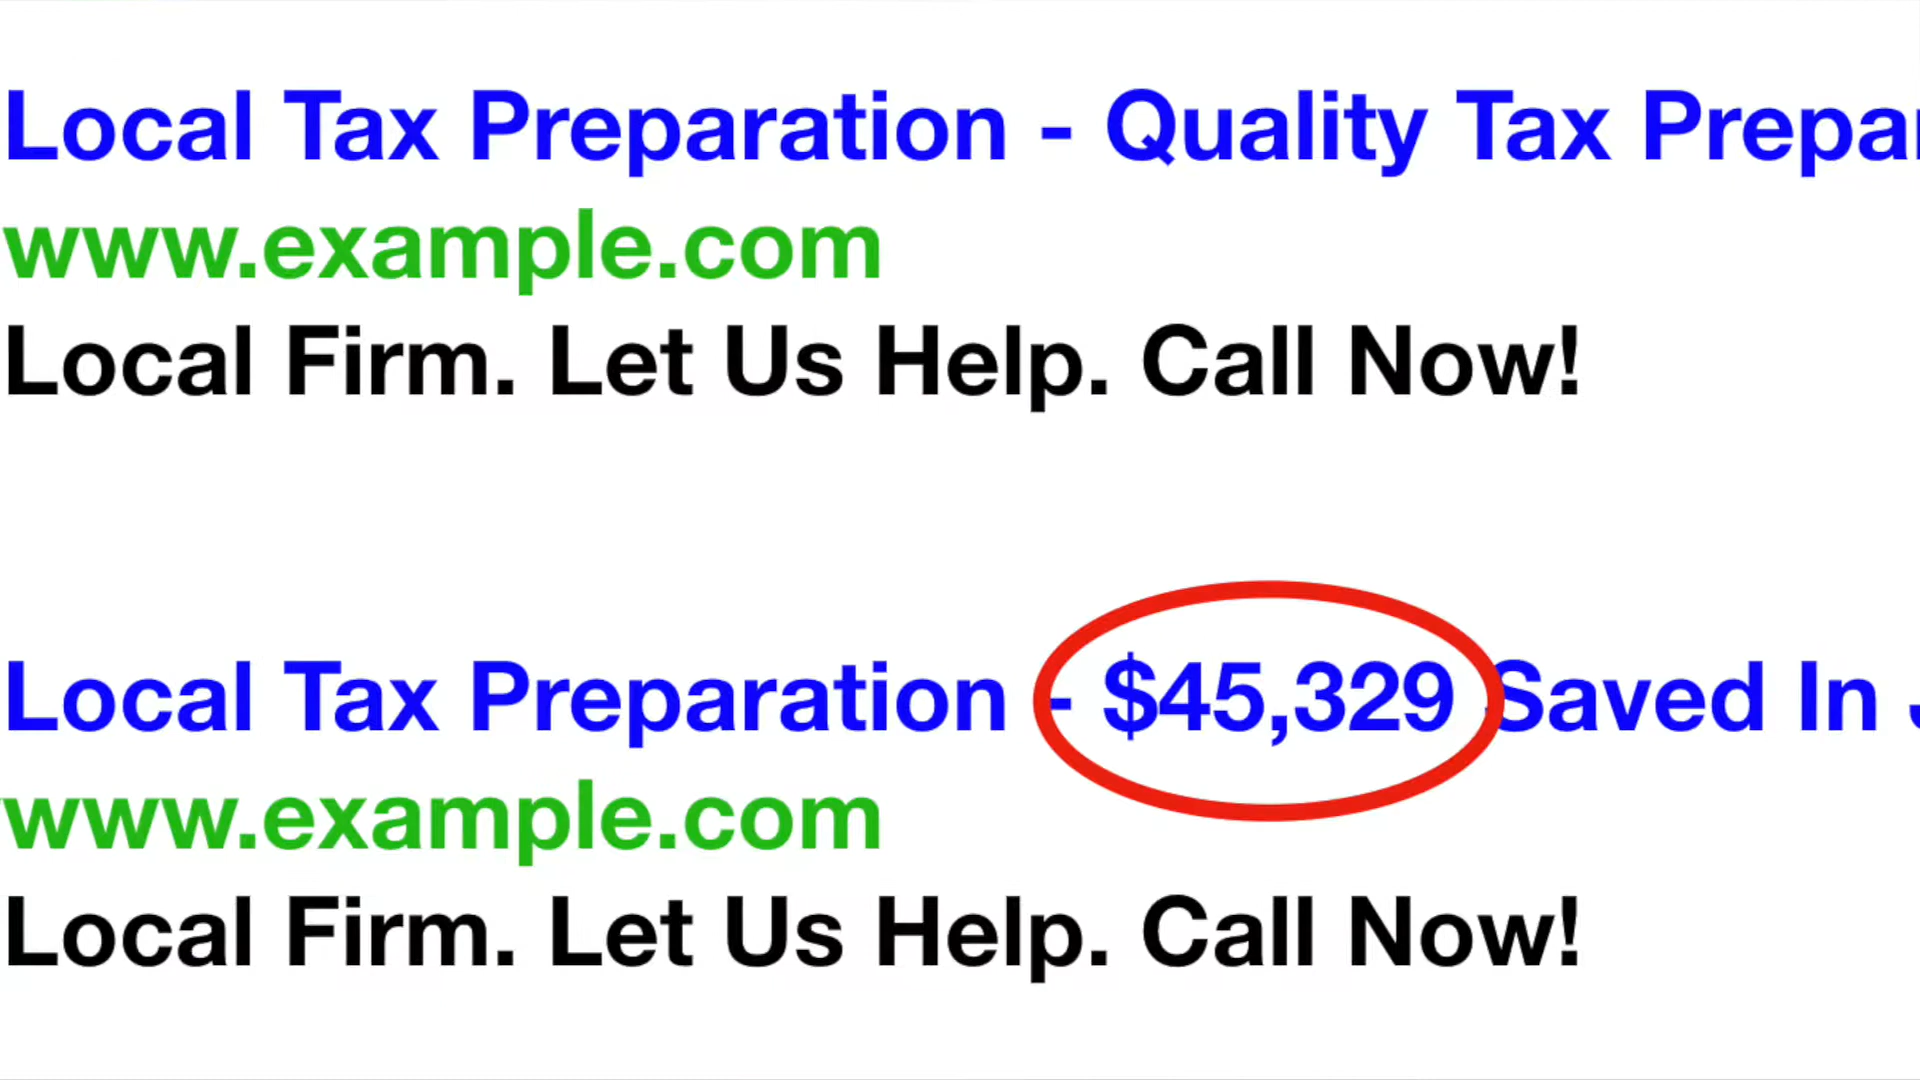 Local Tax Preparation - Quality Tax
www.example.com
Local Firm. Let Us Help. Call Now!
Local Tax Preparation - $45,329 Saved In
www.example.com
Local Firm. Let Us Help. Call Now!